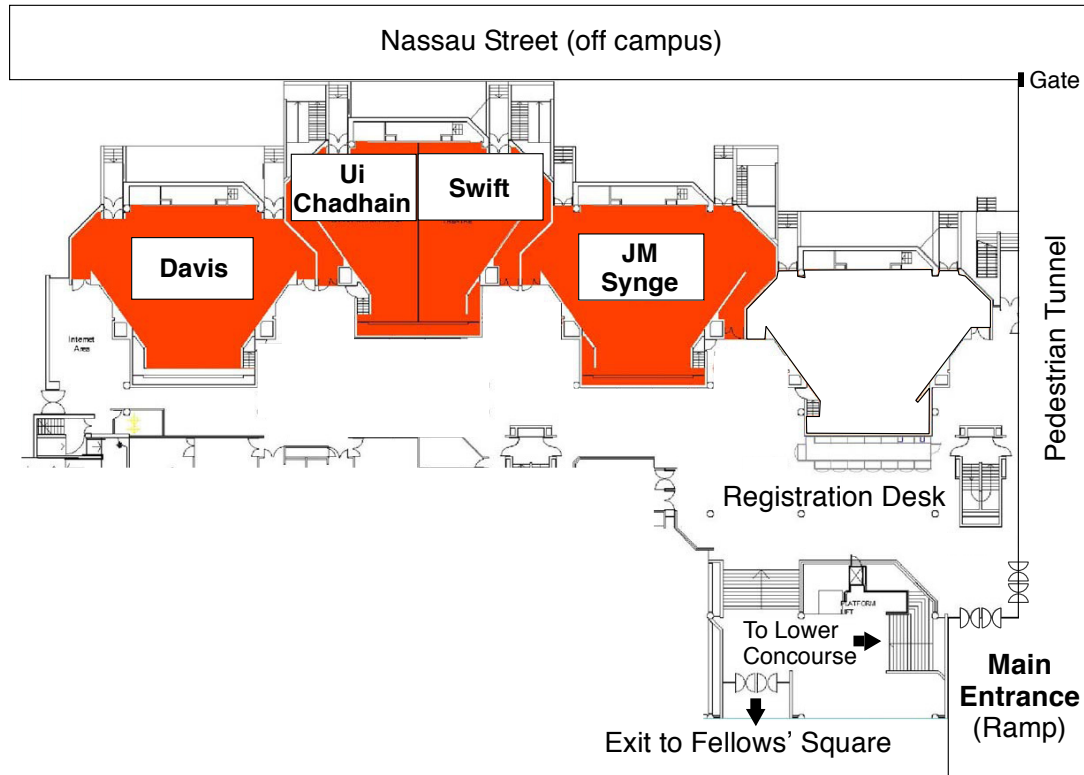 Nassau Street (off campus)
Gate
Ui
Chadhain
Swift
Davis
JM
Synge
Internet
Area
Pedestrian Tunnel
Registration Desk
PLATFORM
LIFT
To Lower
Concourse
Main
Entrance
(Ramp)
Exit to Fellows' Square